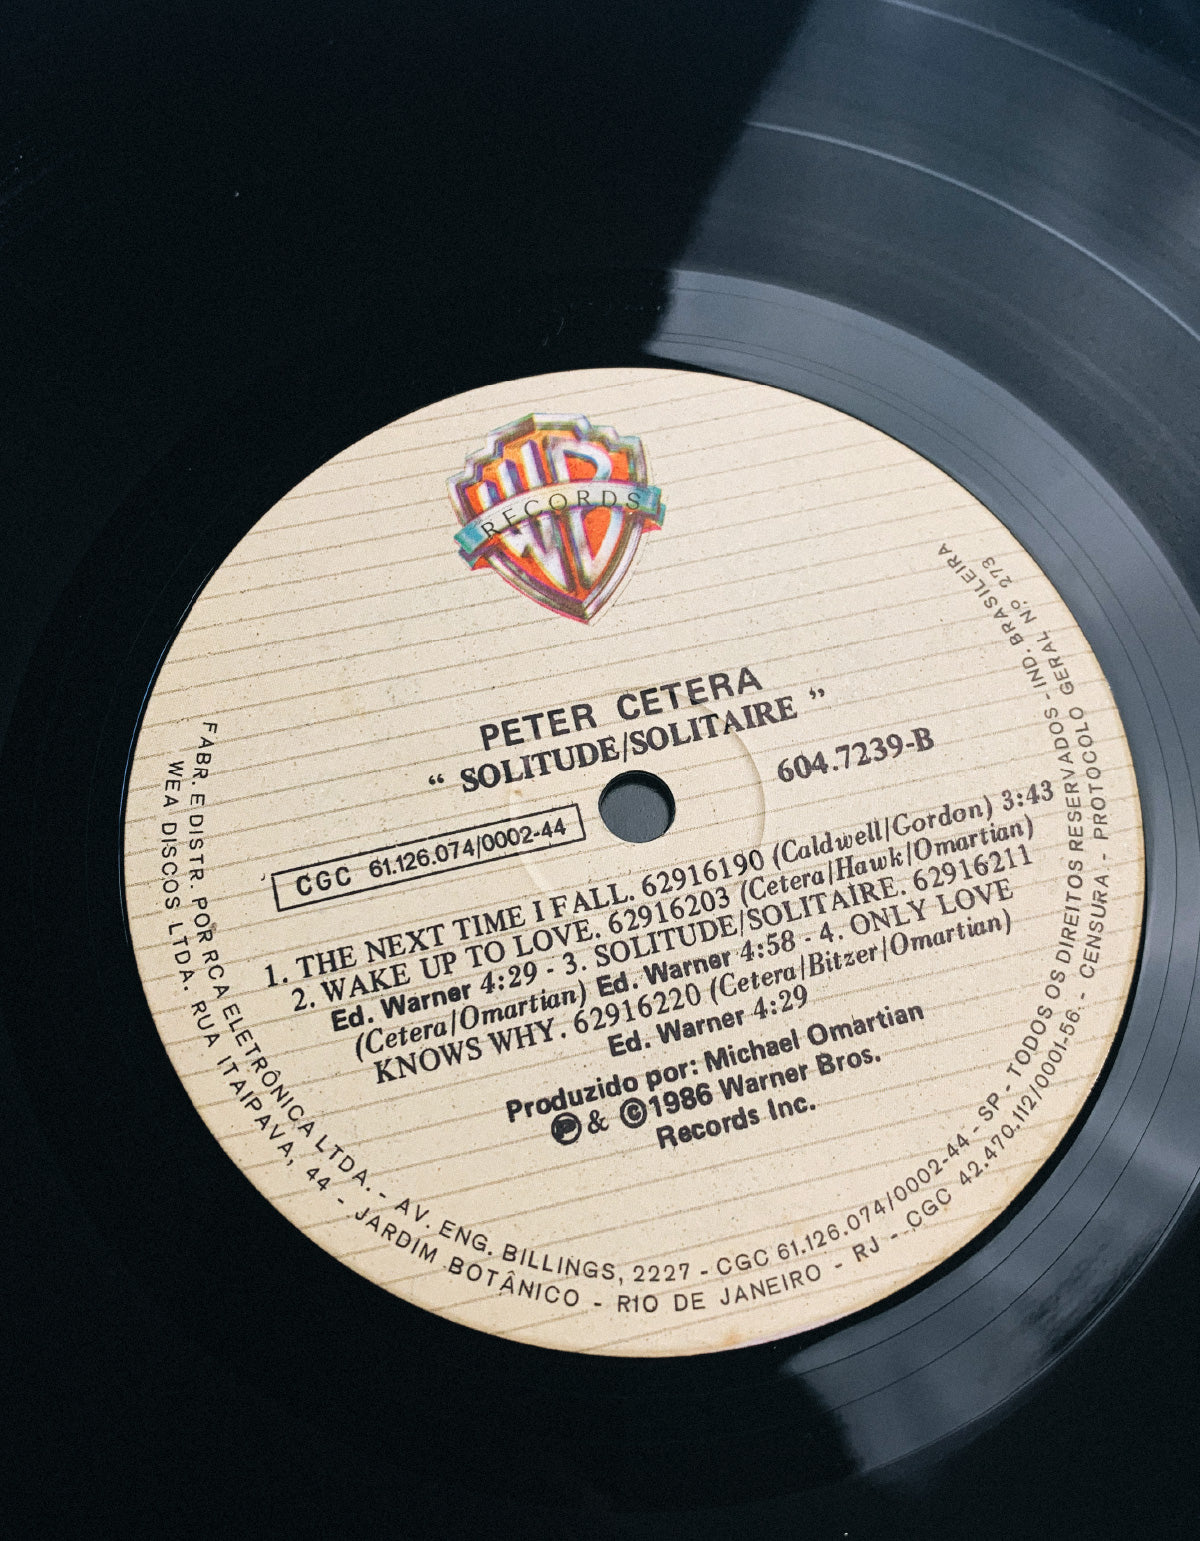 WB
RECORDS
PETER CETERA
“ SOLITUDE/SOLITAIRE ”
604.7239-B
CGC 61.126.074/0002-44
1. THE NEXT TIME I FALL. 62916190 (Caldwell/Gordon) 3:43
2. WAKE UP TO LOVE. 62916203 (Cetera/Hawk/Omartian)
Ed. Warner 4:29 - 3. SOLITUDE/SOLITAIRE. 62916211
(Cetera/Omartian) Ed. Warner 4:58 - 4. ONLY LOVE
KNOWS WHY. 62916220 (Cetera/Bitzer/Omartian)
Ed. Warner 4:29
Produzido por: Michael Omartian
Ⓟ & ©1986 Warner Bros.
Records Inc.
FABR. E DISTR. POR RCA ELETRÔNICA LTDA. - AV. ENG. BILLINGS, 2227 - CGC 61.126.074/0002-44 - SP - TODOS OS DIREITOS RESERVADOS - IND. BRASILEIRA
WEA DISCOS LTDA. RUA ITAIPAVA, 44 - JARDIM BOTÂNICO - RIO DE JANEIRO - RJ - CGC 42.470.112/0001-56. - CENSURA - PROTOCOLO GERAL N.º 273